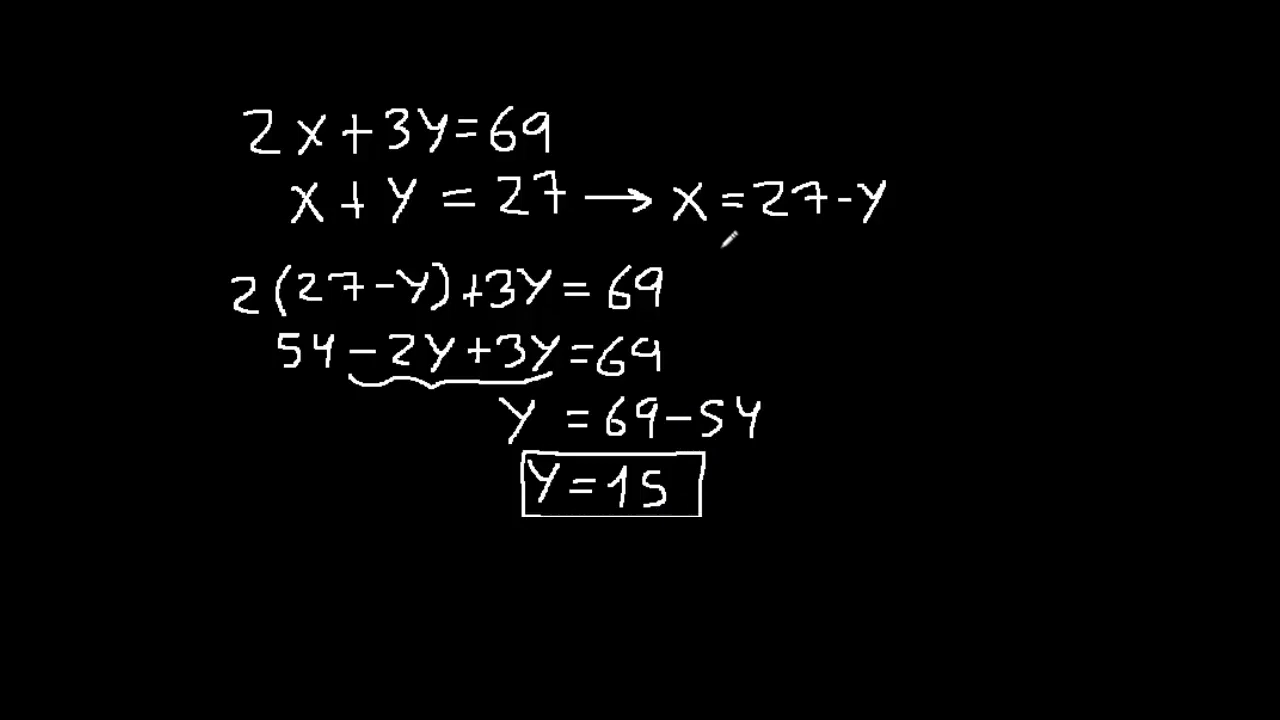 2x+3y=69
x+y=27→x=27-y
2(27-y)+3y=69
54-2y+3y=69
y=69-54
y=15